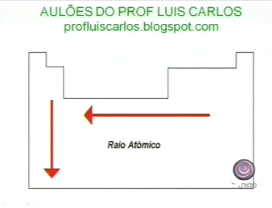 AULÕES DO PROF LUIS CARLOS
profluiscarlos.blogspot.com
Raio Atômico